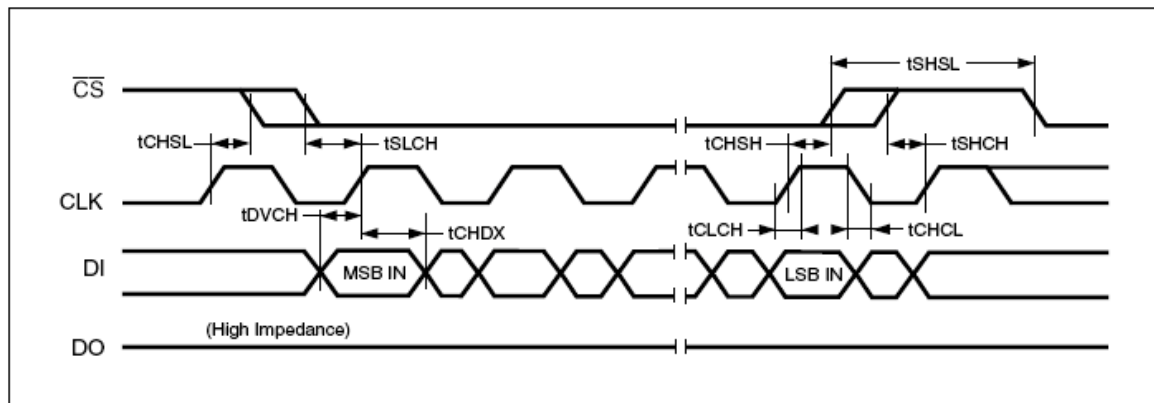 tSHSL
CS
tCHSL
tSLCH
tCHSH
tSHCH
CLK
tDVCH
tCHDX
tCLCH
tCHCL
DI
MSB IN
LSB IN
(High Impedance)
DO